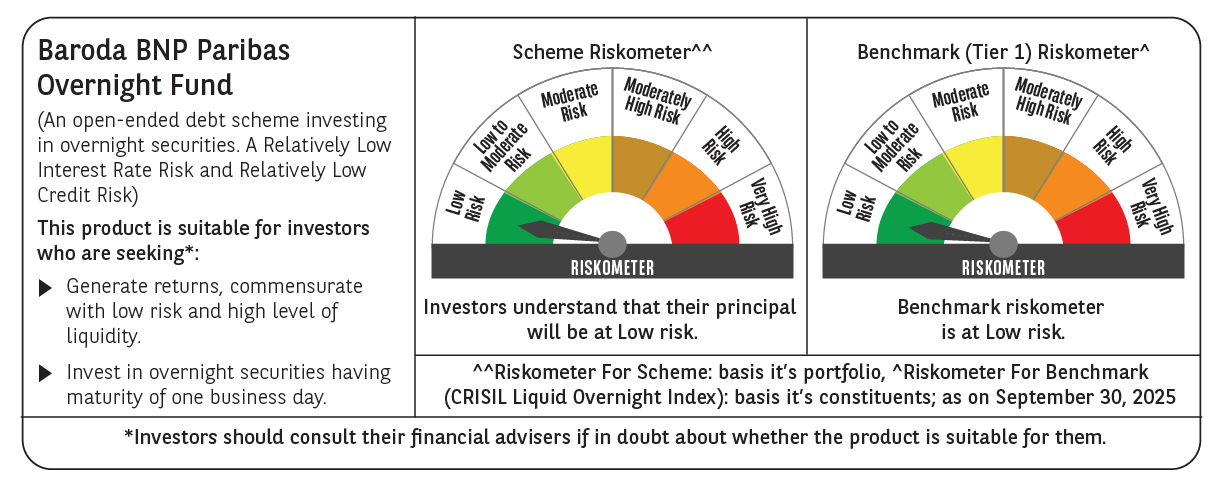 Baroda BNP Paribas
Overnight Fund
(An open-ended debt scheme investing
in overnight securities. A Relatively Low
Interest Rate Risk and Relatively Low
Credit Risk)
This product is suitable for investors
who are seeking*:
Generate returns, commensurate
with low risk and high level of
liquidity.
Invest in overnight securities having
maturity of one business day.
Scheme Riskometer^^
Low
Risk
Low to
Moderate
Risk
Moderate
Risk
Moderately
High Risk
High
Risk
Very High
Risk
RISKOMETER
Investors understand that their principal
will be at Low risk.
Benchmark (Tier 1) Riskometer^
Low
Risk
Low to
Moderate
Risk
Moderate
Risk
Moderately
High Risk
High
Risk
Very High
Risk
RISKOMETER
Benchmark riskometer
is at Low risk.
^^Riskometer For Scheme: basis it's portfolio, ^Riskometer For Benchmark
(CRISIL Liquid Overnight Index): basis it's constituents; as on September 30, 2025
*Investors should consult their financial advisers if in doubt about whether the product is suitable for them.